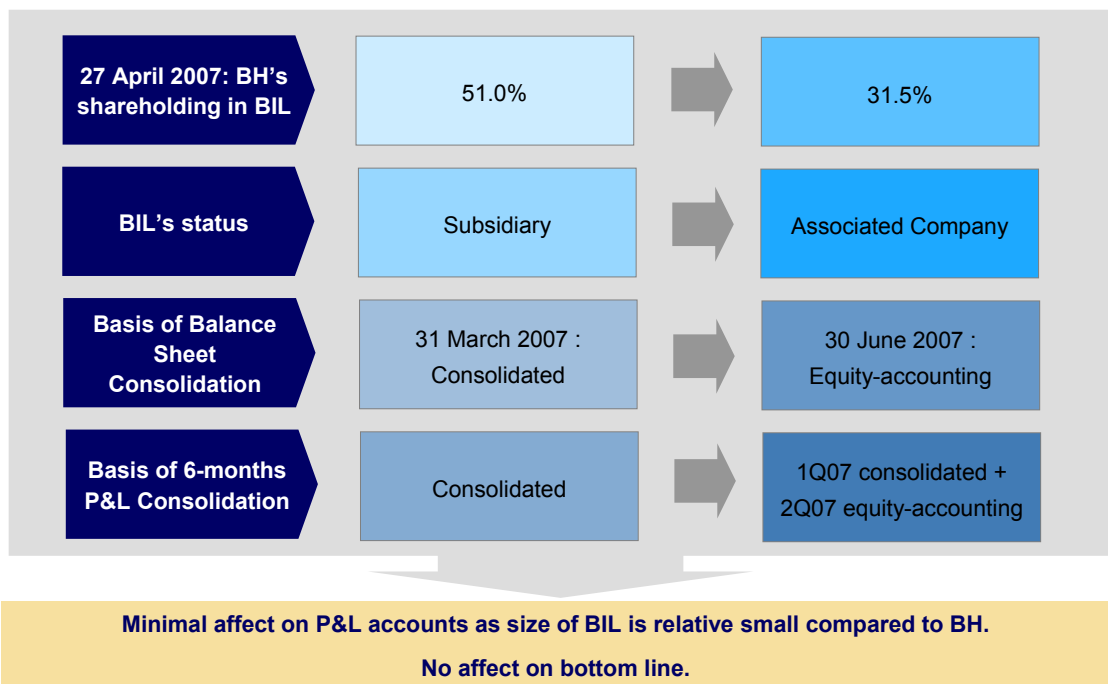 27 April 2007: BH's
shareholding in BIL
51.0%
31.5%
BIL's status
Subsidiary
Associated Company
Basis of Balance
Sheet
Consolidation
31 March 2007 :
Consolidated
30 June 2007 :
Equity-accounting
Basis of 6-months
P&L Consolidation
Consolidated
1Q07 consolidated +
2Q07 equity-accounting
Minimal affect on P&L accounts as size of BIL is relative small compared to BH.
No affect on bottom line.